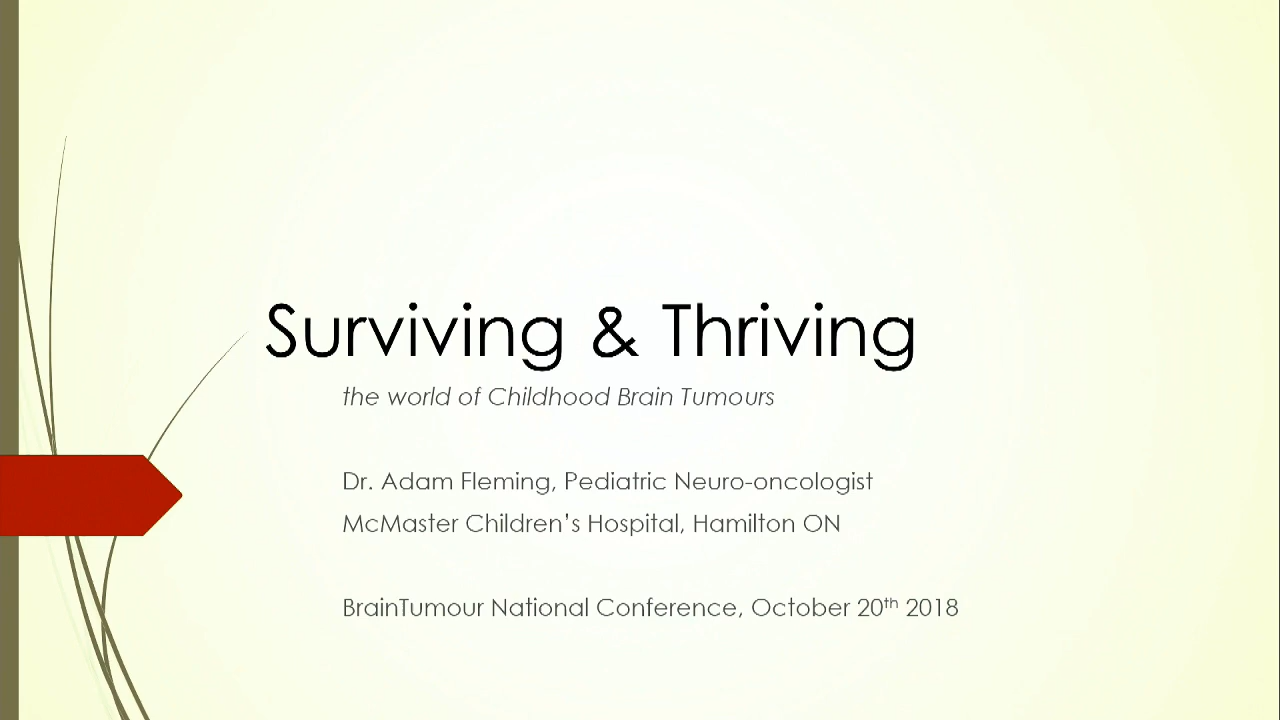 Surviving & Thriving
the world of Childhood Brain Tumours
Dr. Adam Fleming, Pediatric Neuro-oncologist
McMaster Children's Hospital, Hamilton ON
BrainTumour National Conference, October 20th 2018